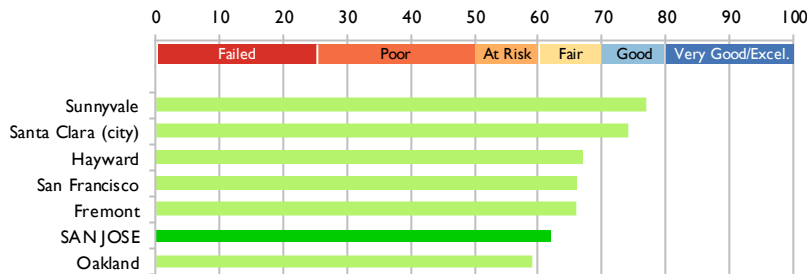 0 10 20 30 40 50 60 70 80 90 100
Failed Poor At Risk Fair Good Very Good/Excel.
Sunnyvale
Santa Clara (city)
Hayward
San Francisco
Fremont
SAN JOSE
Oakland